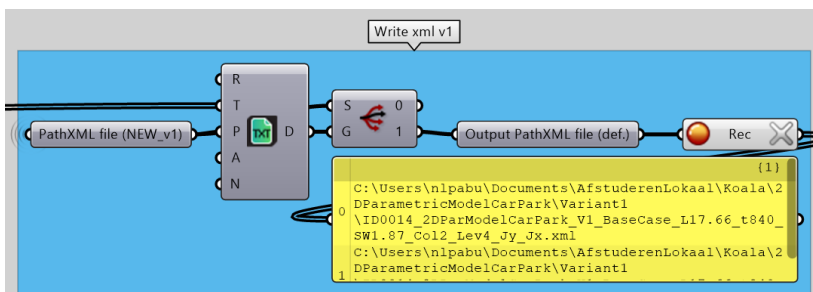 Write xml v1
R
T
PathXML file (NEW_v1)
P
TXT
D
A
N
S
0
G
1
Output PathXML file (def.)
Rec
{1}
0
C:\Users\nlpabu\Documents\AfstuderenLokaal\Koala\2
DParametricModelCarPark\Variant1
\ID0014_2DParModelCarPark_V1_BaseCase_L17.66_t840_
SW1.87_Col2_Lev4_Jy_Jx.xml
1
C:\Users\nlpabu\Documents\AfstuderenLokaal\Koala\2
DParametricModelCarPark\Variant1